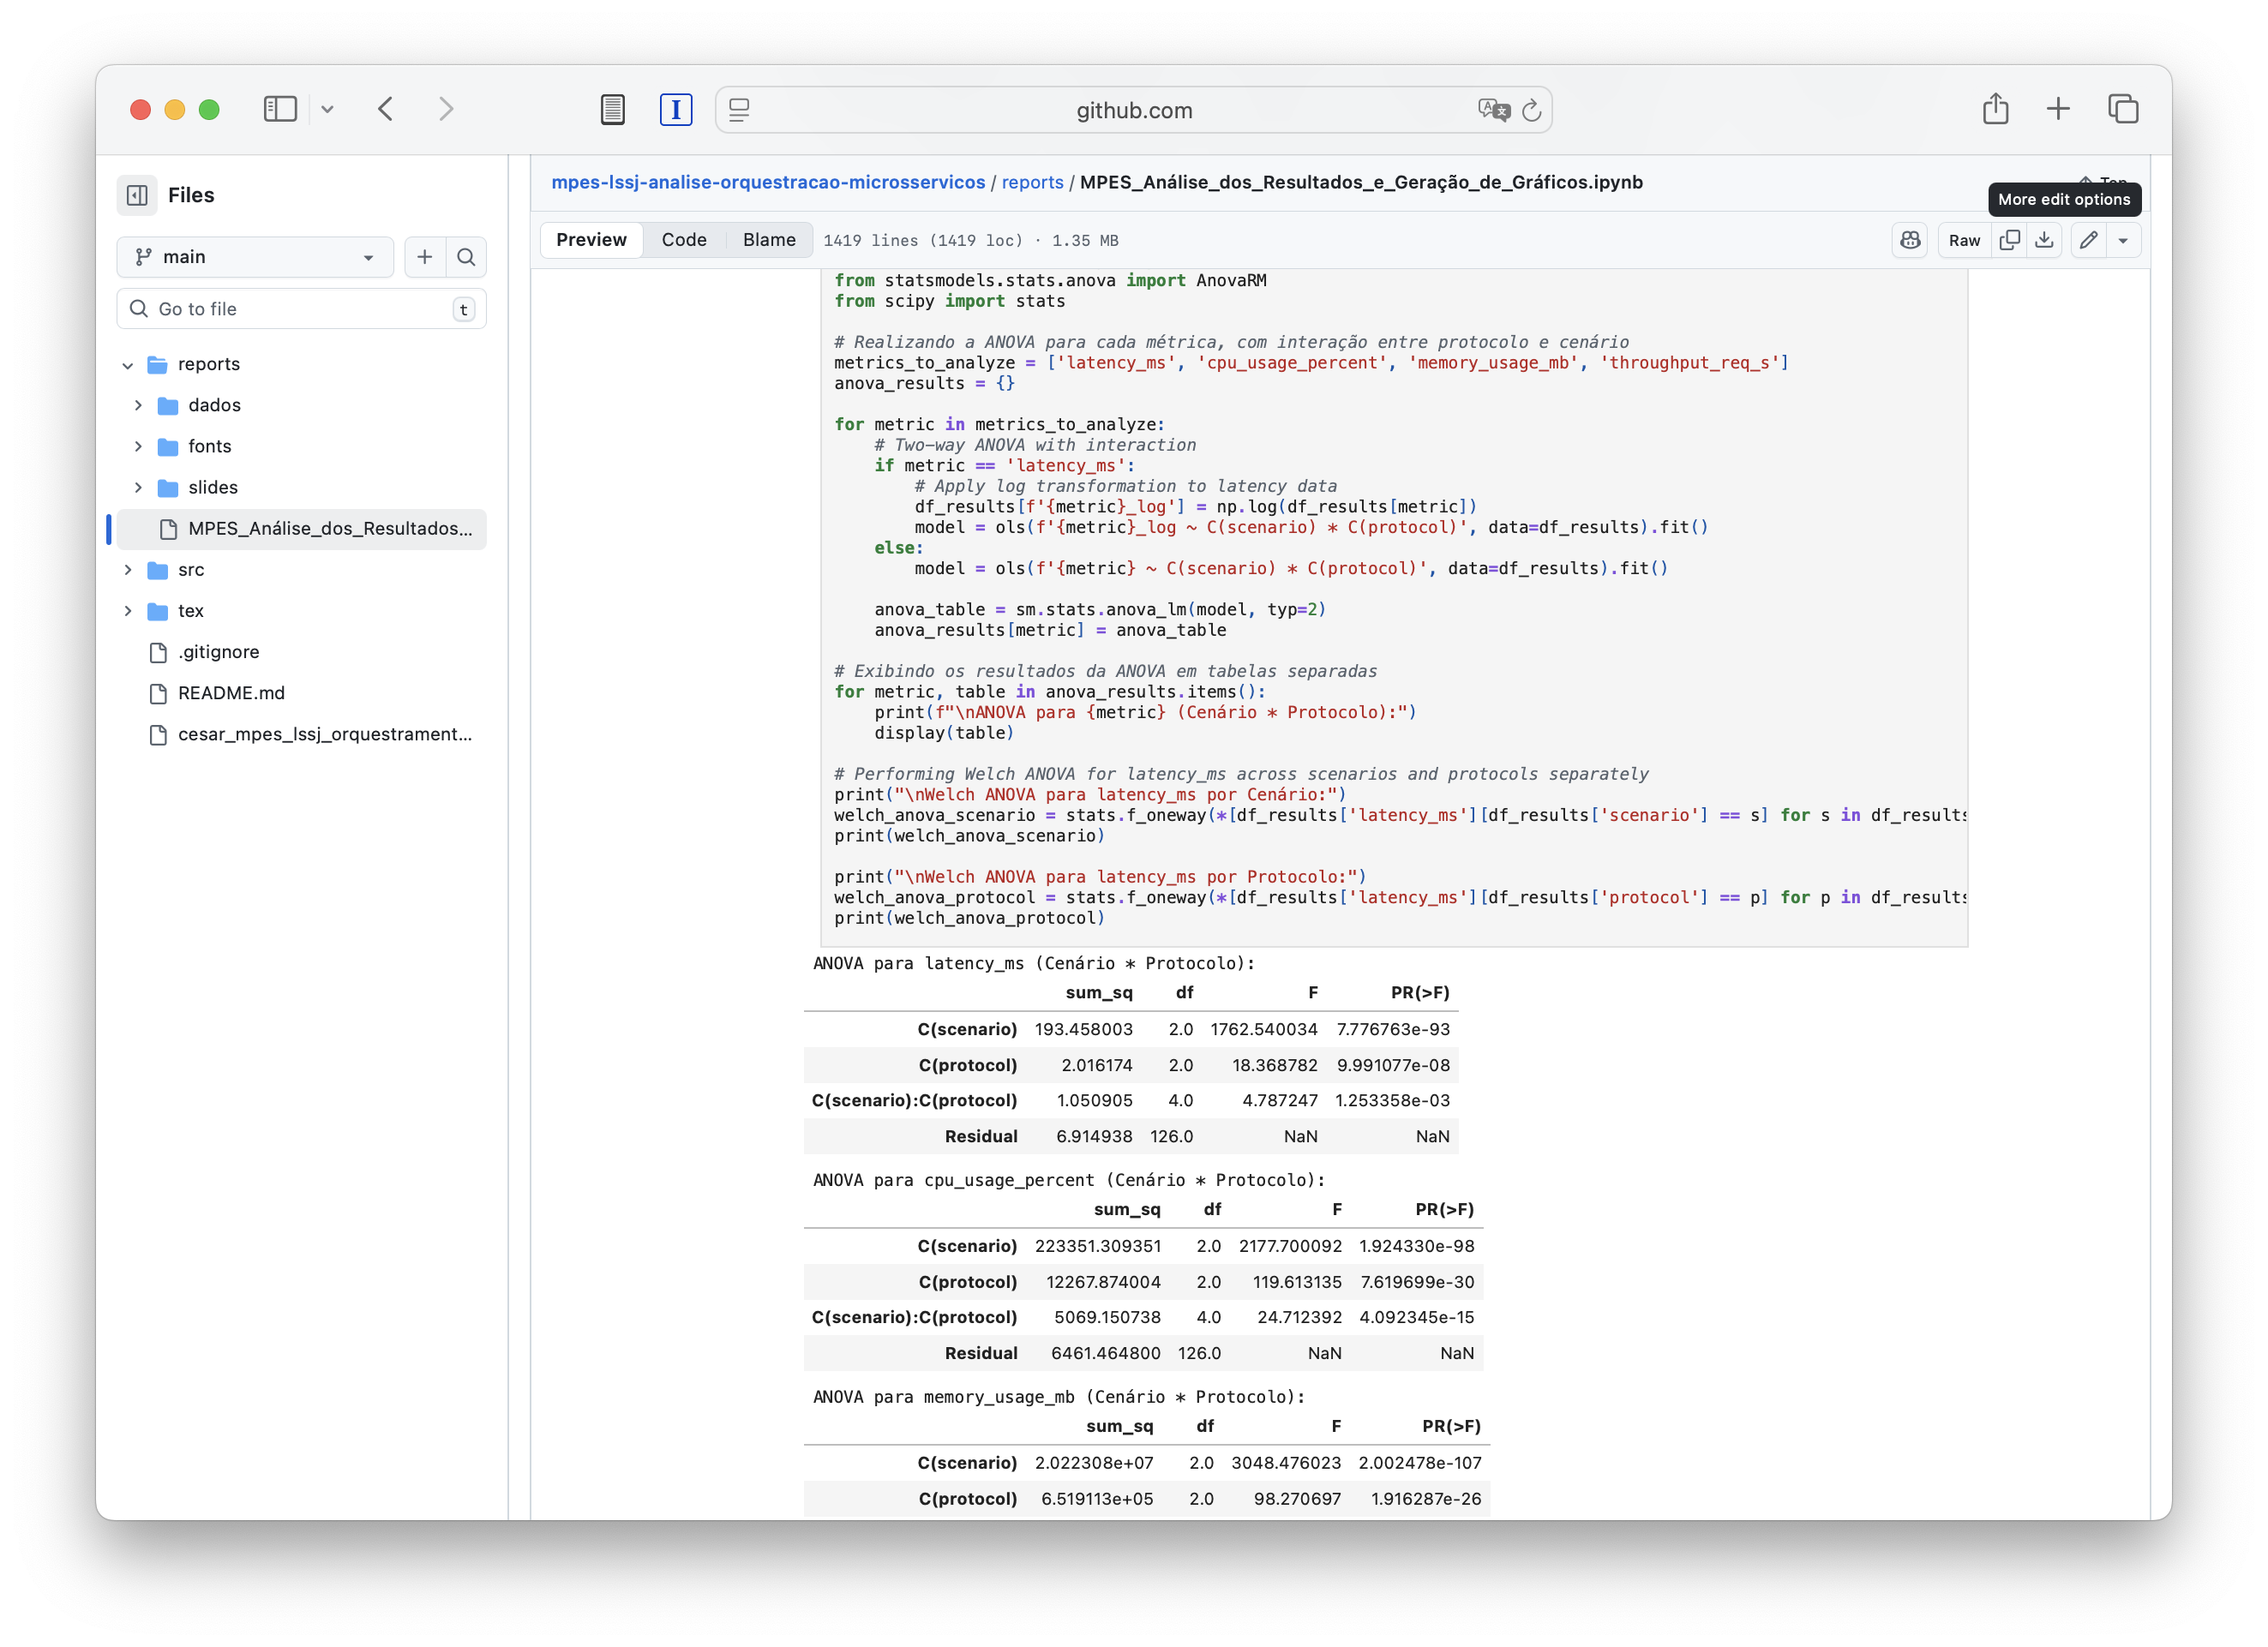 github.com
Files
main
Go to file
t
reports
dados
fonts
slides
MPES_Análise_dos_Resultados...
src
tex
.gitignore
README.md
cesar_mpes_lssj_orquestrament...
mpes-lssj-analise-orquestracao-microsservicos / reports / MPES_Análise_dos_Resultados_e_Geração_de_Gráficos.ipynb
More edit options
Preview Code Blame 1419 lines (1419 loc) · 1.35 MB
Raw
from statsmodels.stats.anova import AnovaRM
from scipy import stats
# Realizando a ANOVA para cada métrica, com interação entre protocolo e cenário
metrics_to_analyze = ['latency_ms', 'cpu_usage_percent', 'memory_usage_mb', 'throughput_req_s']
anova_results = {}
for metric in metrics_to_analyze:
    # Two-way ANOVA with interaction
    if metric == 'latency_ms':
        # Apply log transformation to latency data
        df_results[f'{metric}_log'] = np.log(df_results[metric])
        model = ols(f'{metric}_log ~ C(scenario) * C(protocol)', data=df_results).fit()
    else:
        model = ols(f'{metric} ~ C(scenario) * C(protocol)', data=df_results).fit()
    anova_table = sm.stats.anova_lm(model, typ=2)
    anova_results[metric] = anova_table
# Exibindo os resultados da ANOVA em tabelas separadas
for metric, table in anova_results.items():
    print(f"\nANOVA para {metric} (Cenário * Protocolo):")
    display(table)
# Performing Welch ANOVA for latency_ms across scenarios and protocols separately
print("\nWelch ANOVA para latency_ms por Cenário:")
welch_anova_scenario = stats.f_oneway(*[df_results['latency_ms'][df_results['scenario'] == s] for s in df_results
print(welch_anova_scenario)
print("\nWelch ANOVA para latency_ms por Protocolo:")
welch_anova_protocol = stats.f_oneway(*[df_results['latency_ms'][df_results['protocol'] == p] for p in df_results
print(welch_anova_protocol)
ANOVA para latency_ms (Cenário * Protocolo):
sum_sq df F PR(>F)
C(scenario) 193.458003 2.0 1762.540034 7.776763e-93
C(protocol) 2.016174 2.0 18.368782 9.991077e-08
C(scenario):C(protocol) 1.050905 4.0 4.787247 1.253358e-03
Residual 6.914938 126.0 NaN NaN
ANOVA para cpu_usage_percent (Cenário * Protocolo):
sum_sq df F PR(>F)
C(scenario) 223351.309351 2.0 2177.700092 1.924330e-98
C(protocol) 12267.874004 2.0 119.613135 7.619699e-30
C(scenario):C(protocol) 5069.150738 4.0 24.712392 4.092345e-15
Residual 6461.464800 126.0 NaN NaN
ANOVA para memory_usage_mb (Cenário * Protocolo):
sum_sq df F PR(>F)
C(scenario) 2.022308e+07 2.0 3048.476023 2.002478e-107
C(protocol) 6.519113e+05 2.0 98.270697 1.916287e-26